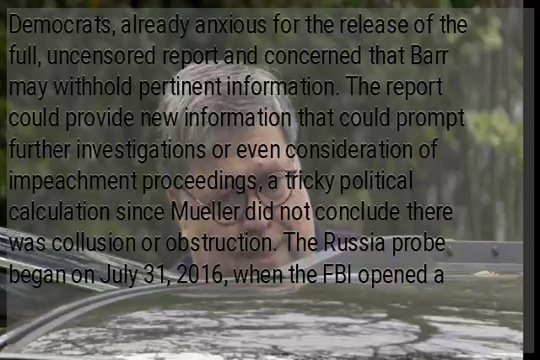 Democrats, already anxious for the release of the
full, uncensored report and concerned that Barr
may withhold pertinent information. The report
could provide new information that could prompt
further investigations or even consideration of
impeachment proceedings, a tricky political
calculation since Mueller did not conclude there
was collusion or obstruction. The Russia probe
began on July 31, 2016, when the FBI opened a